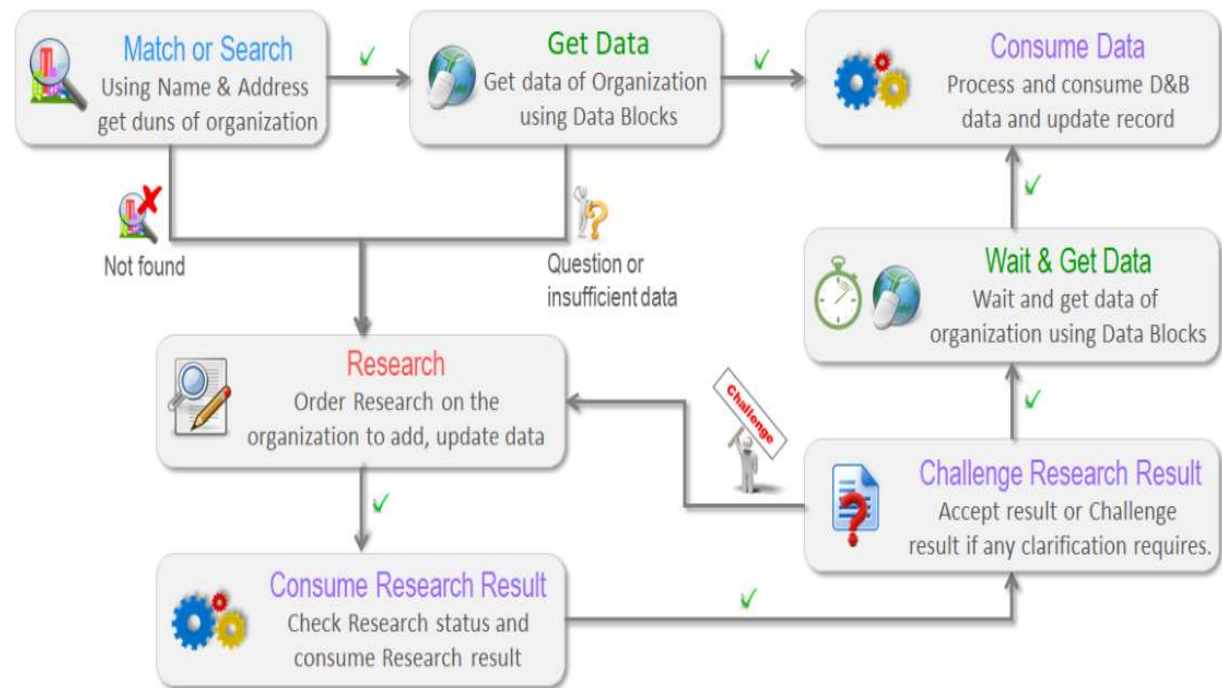 Match or Search
Using Name & Address
get duns of organization
Get Data
Get data of Organization
using Data Blocks
Consume Data
Process and consume D&B
data and update record
Not found
Question or
insufficient data
Wait & Get Data
Wait and get data of
organization using Data Blocks
Research
Order Research on the
organization to add, update data
Challenge
Challenge Research Result
Accept result or Challenge
result if any clarification requires.
Consume Research Result
Check Research status and
consume Research result